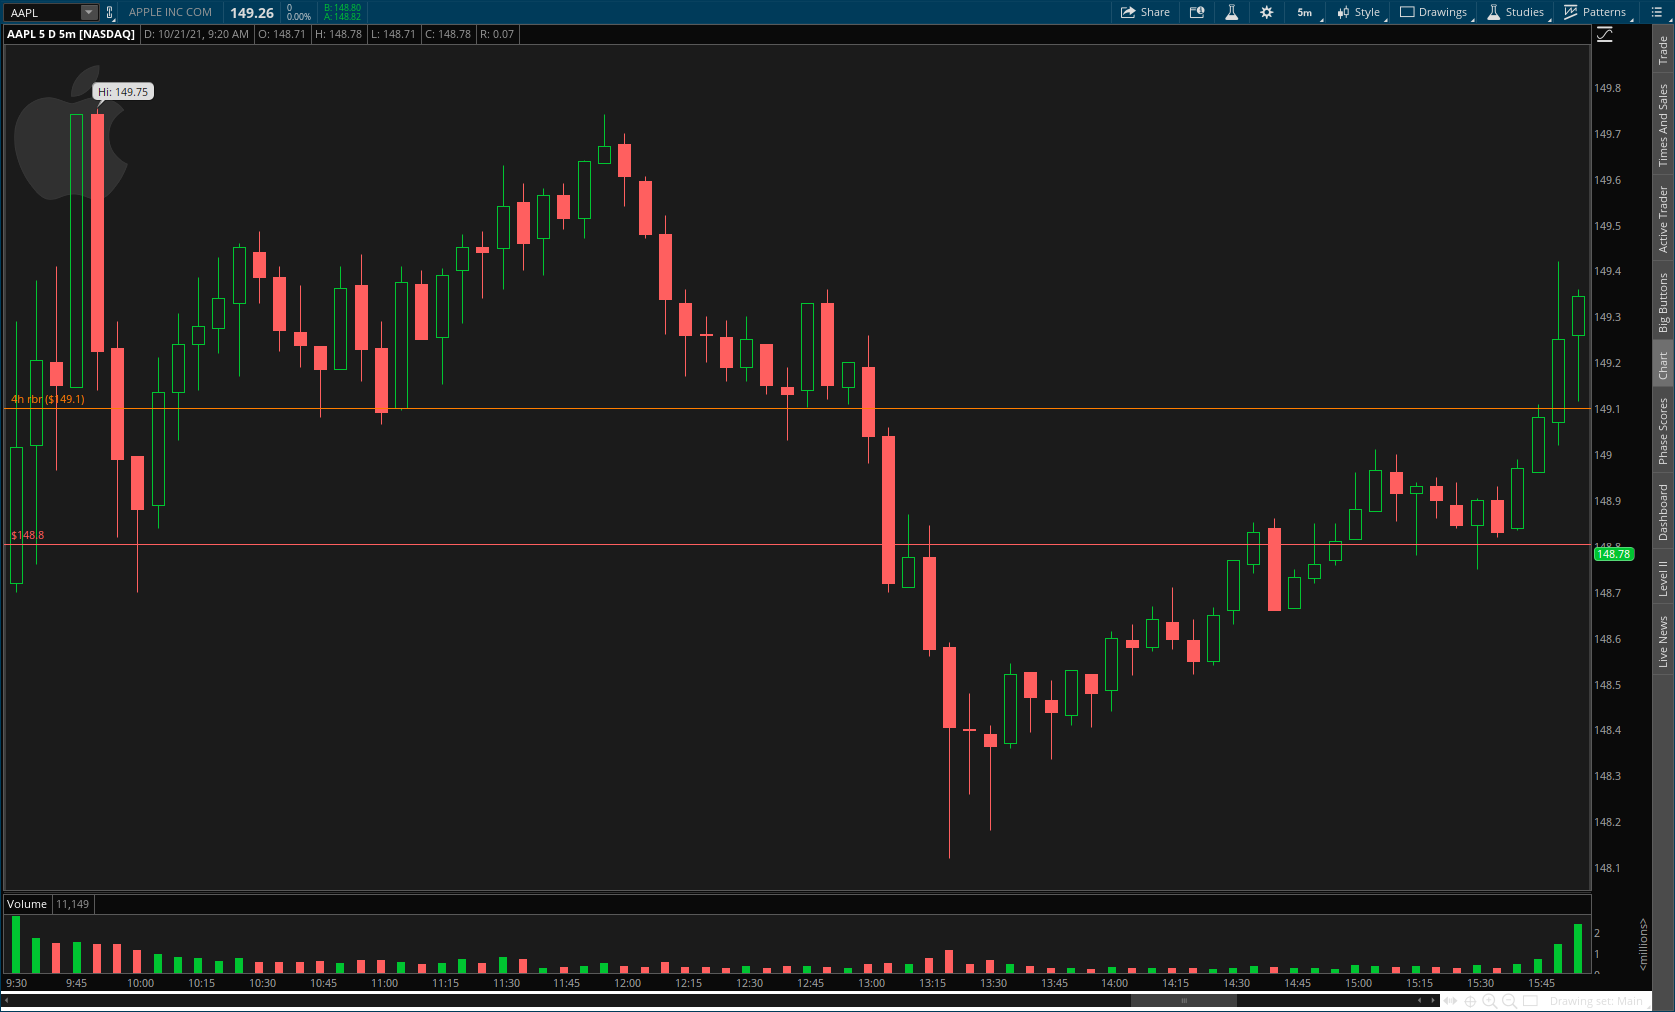 AAPL APPLE INC COM 149.26 0 B: 148.80 Share 5m Style Drawings Studies Patterns
0.00% A: 148.82
AAPL 5 D 5m [NASDAQ] D: 10/21/21, 9:20 AM O: 148.71 H: 148.78 L: 148.71 C: 148.78 R: 0.07
Hi: 149.75
4h rbr ($149.1)
$148.8
149.8
149.7
149.6
149.5
149.4
149.3
149.2
149.1
149
148.9
148.8
148.78
148.7
148.6
148.5
148.4
148.3
148.2
148.1
Trade
Times And Sales
Active Trader
Big Buttons
Chart
Phase Scores
Dashboard
Level II
Live News
Volume 11,149
2
1
0
<millions>
9:30 9:45 10:00 10:15 10:30 10:45 11:00 11:15 11:30 11:45 12:00 12:15 12:30 12:45 13:00 13:15 13:30 13:45 14:00 14:15 14:30 14:45 15:00 15:15 15:30 15:45
Drawing set: Main